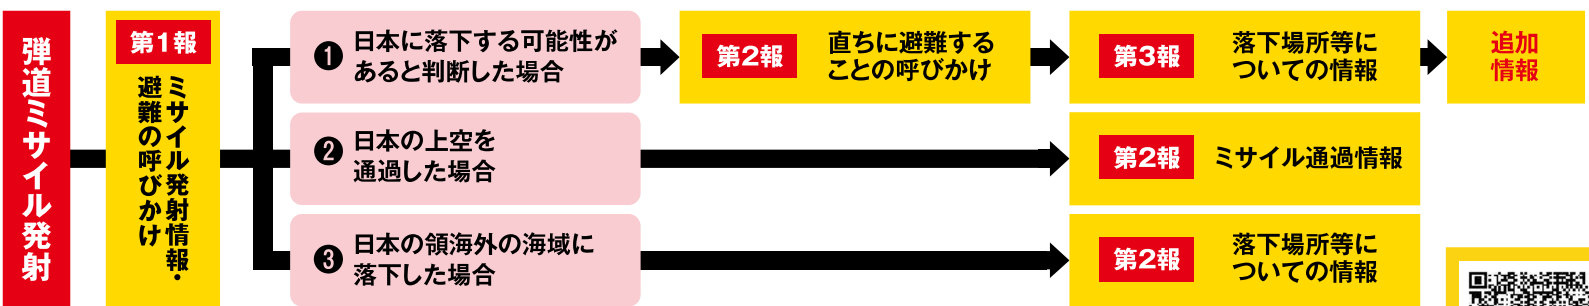 弾道ミサイル発射
第1報
ミサイル発射情報・
避難の呼びかけ
❶ 日本に落下する可能性が
あると判断した場合
第2報
直ちに避難する
ことの呼びかけ
第3報
落下場所等に
ついての情報
追加
情報
❷ 日本の上空を
通過した場合
第2報
ミサイル通過情報
❸ 日本の領海外の海域に
落下した場合
第2報
落下場所等に
ついての情報